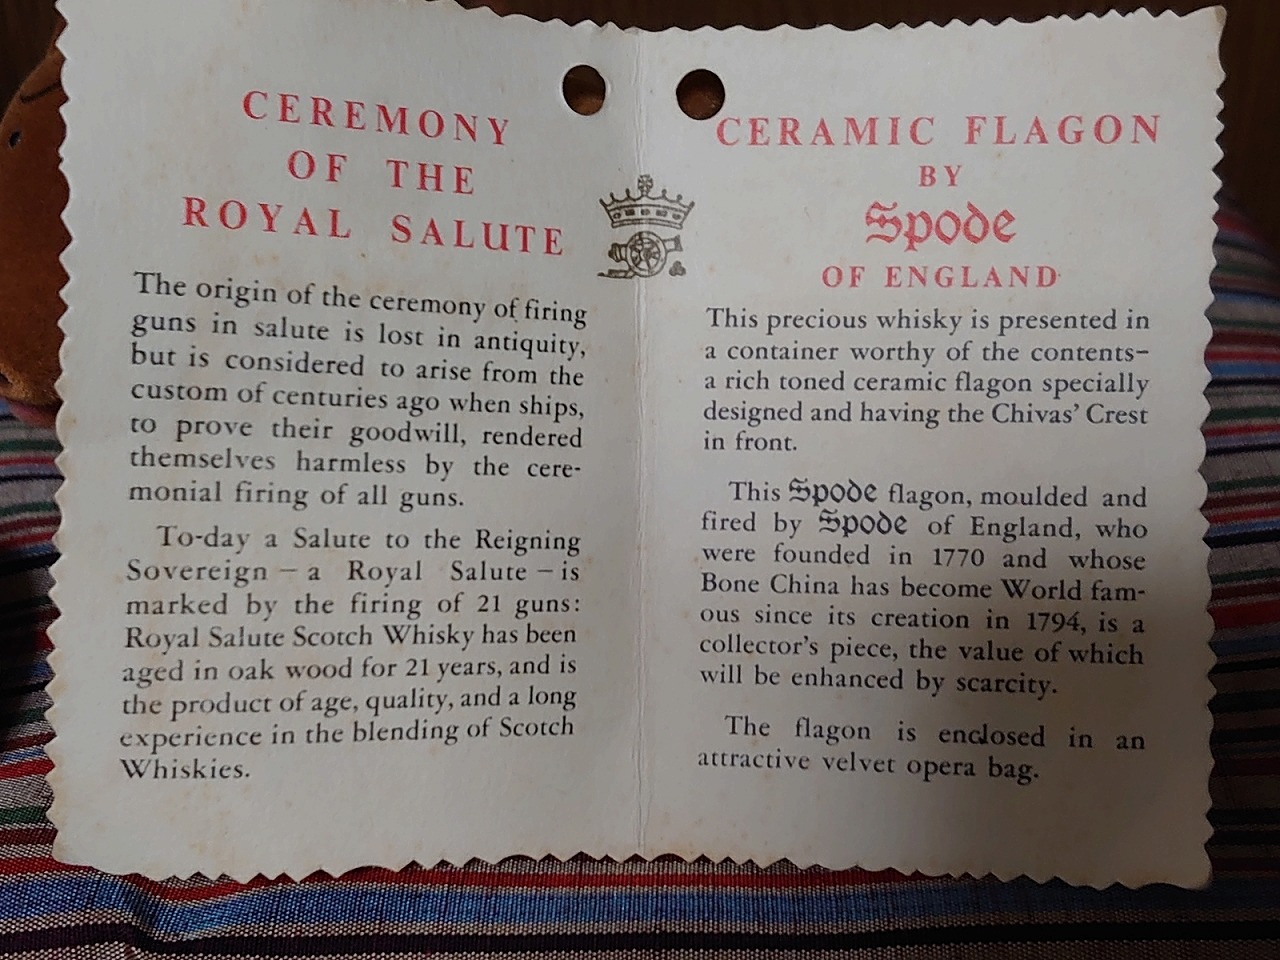 CEREMONY
OF THE
ROYAL SALUTE
The origin of the ceremony of firing
guns in salute is lost in antiquity,
but is considered to arise from the
custom of centuries ago when ships,
to prove their goodwill, rendered
themselves harmless by the cere-
monial firing of all guns.
To-day a Salute to the Reigning
Sovereign – a Royal Salute – is
marked by the firing of 21 guns:
Royal Salute Scotch Whisky has been
aged in oak wood for 21 years, and is
the product of age, quality, and a long
experience in the blending of Scotch
Whiskies.
CERAMIC FLAGON
BY
Spode
OF ENGLAND
This precious whisky is presented in
a container worthy of the contents–
a rich toned ceramic flagon specially
designed and having the Chivas' Crest
in front.
This Spode flagon, moulded and
fired by Spode of England, who
were founded in 1770 and whose
Bone China has become World fam-
ous since its creation in 1794, is a
collector's piece, the value of which
will be enhanced by scarcity.
The flagon is enclosed in an
attractive velvet opera bag.